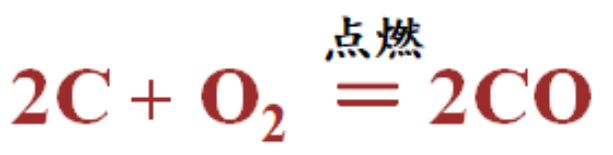 点燃
2C + O₂ = 2CO